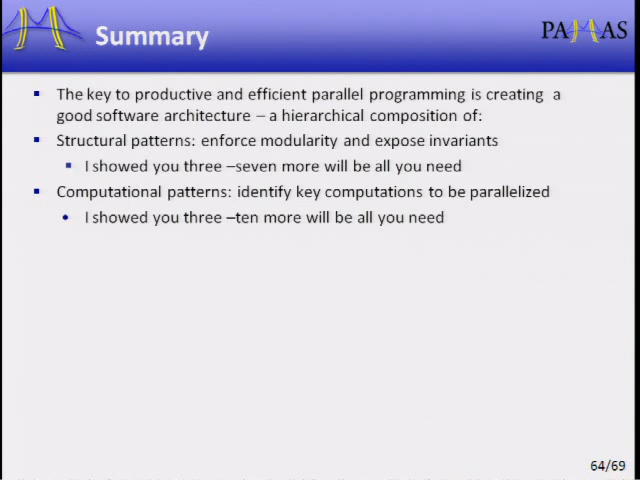 Summary
PALLAS
The key to productive and efficient parallel programming is creating a
good software architecture – a hierarchical composition of:
Structural patterns: enforce modularity and expose invariants
I showed you three –seven more will be all you need
Computational patterns: identify key computations to be parallelized
I showed you three –ten more will be all you need
64/69